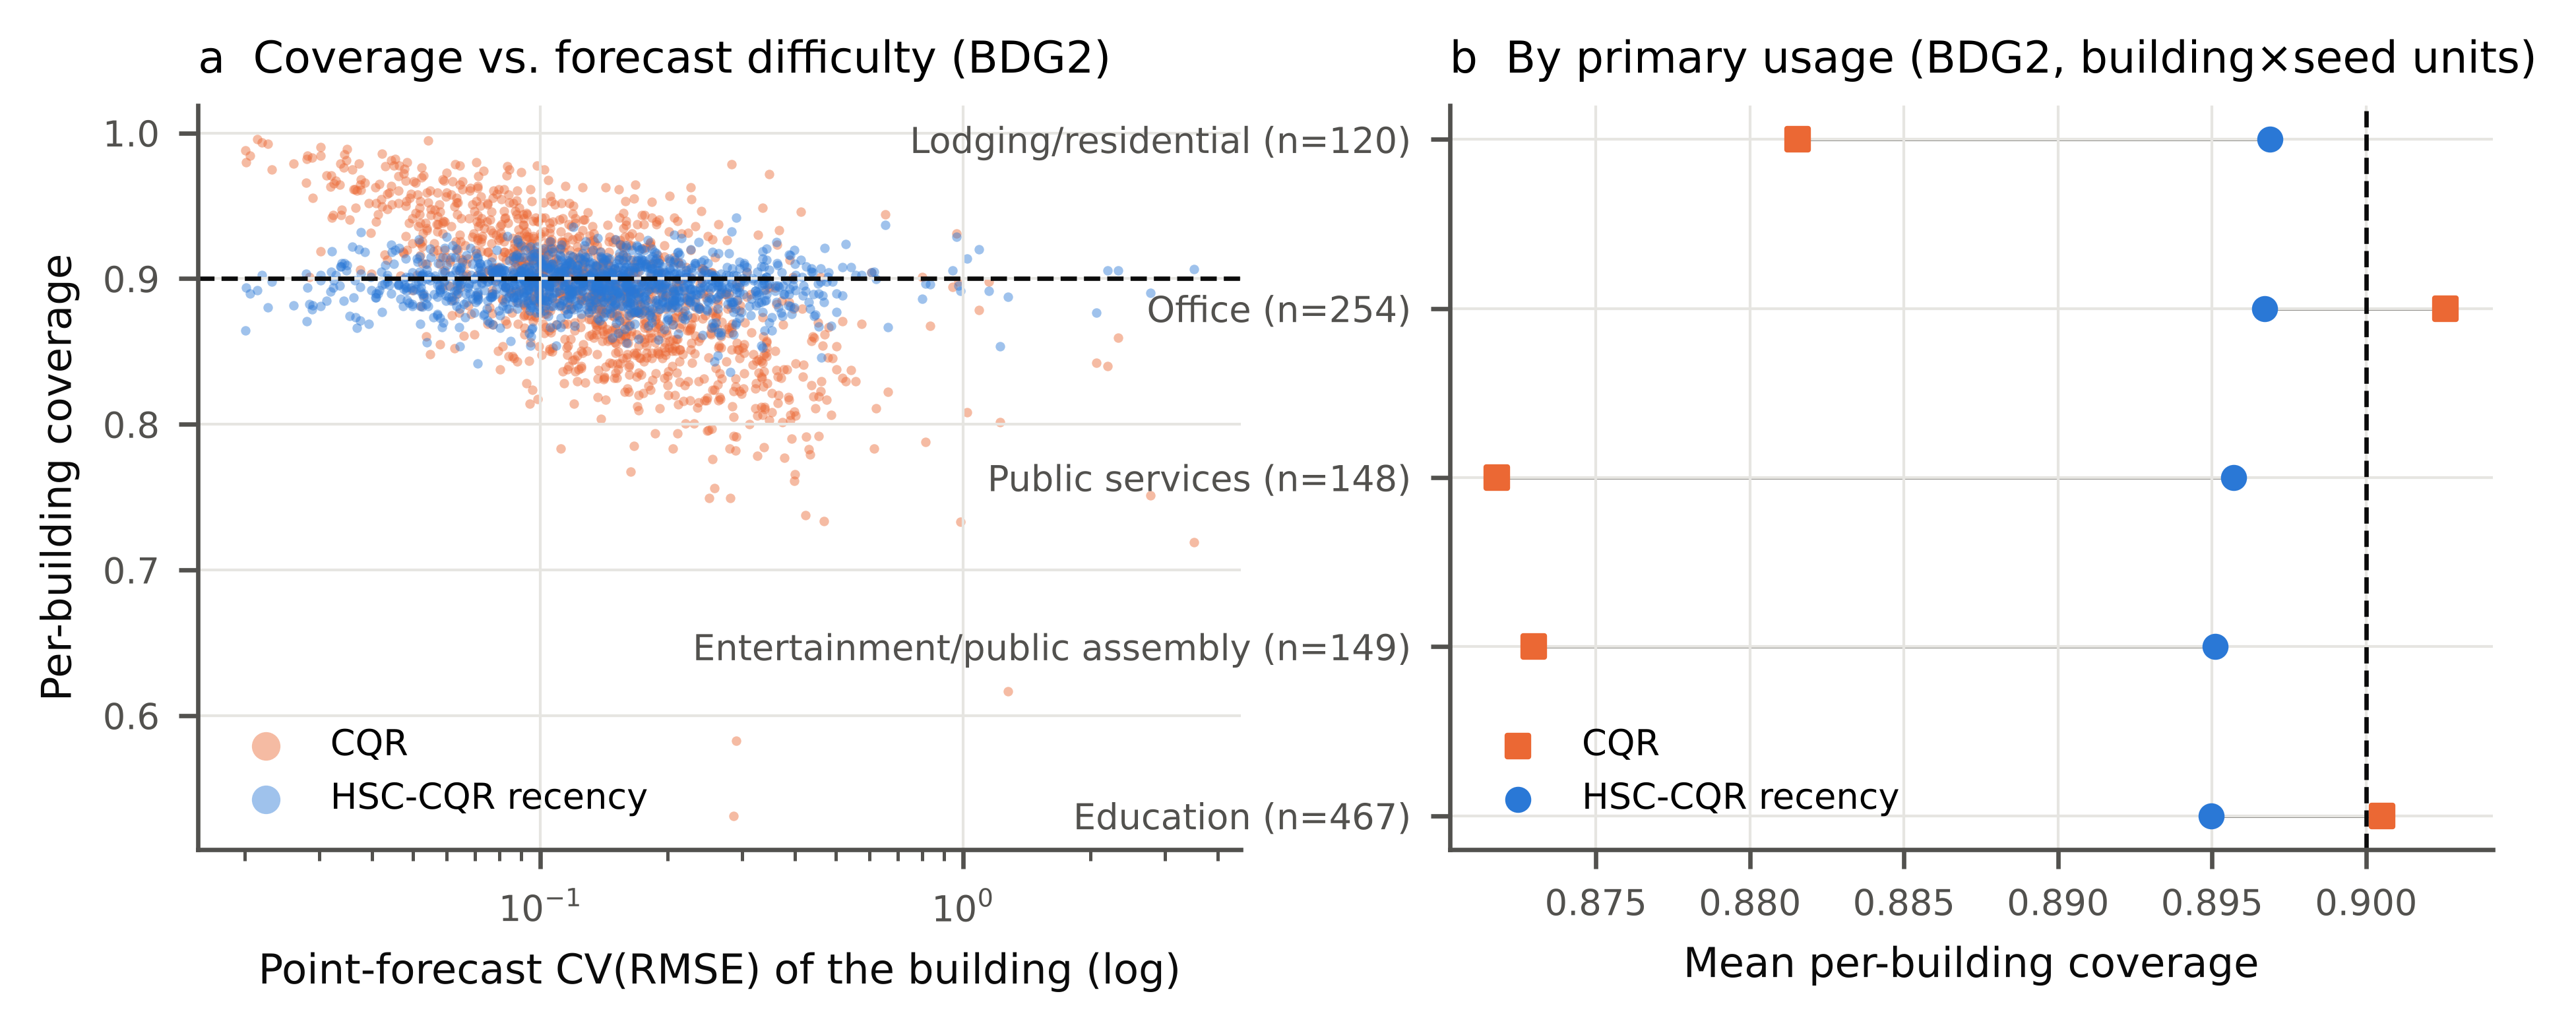 a Coverage vs. forecast difficulty (BDG2)
Per-building coverage
1.0
0.9
0.8
0.7
0.6
CQR
HSC-CQR recency
10⁻¹
10⁰
Point-forecast CV(RMSE) of the building (log)
b By primary usage (BDG2, building×seed units)
Lodging/residential (n=120)
Office (n=254)
Public services (n=148)
Entertainment/public assembly (n=149)
Education (n=467)
CQR
HSC-CQR recency
0.875
0.880
0.885
0.890
0.895
0.900
Mean per-building coverage